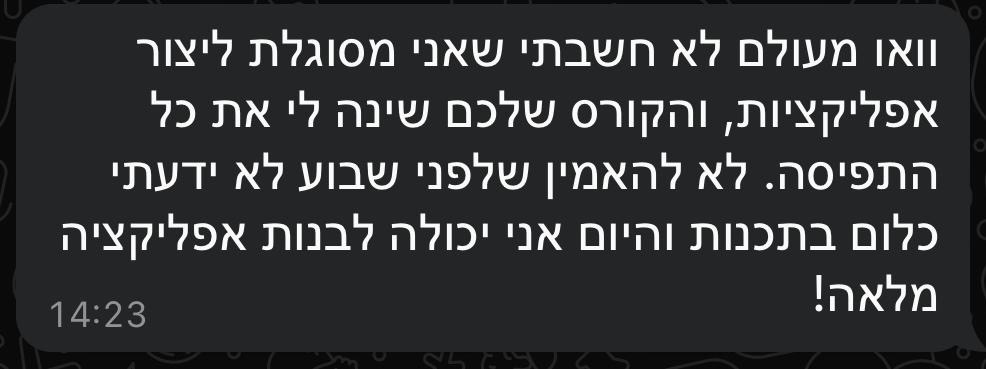 וואו מעולם לא חשבתי שאני מסוגלת ליצור
אפליקציות, והקורס שלכם שינה לי את כל
התפיסה. לא להאמין שלפני שבוע לא ידעתי
כלום בתכנות והיום אני יכולה לבנות אפליקציה
מלאה!
14:23